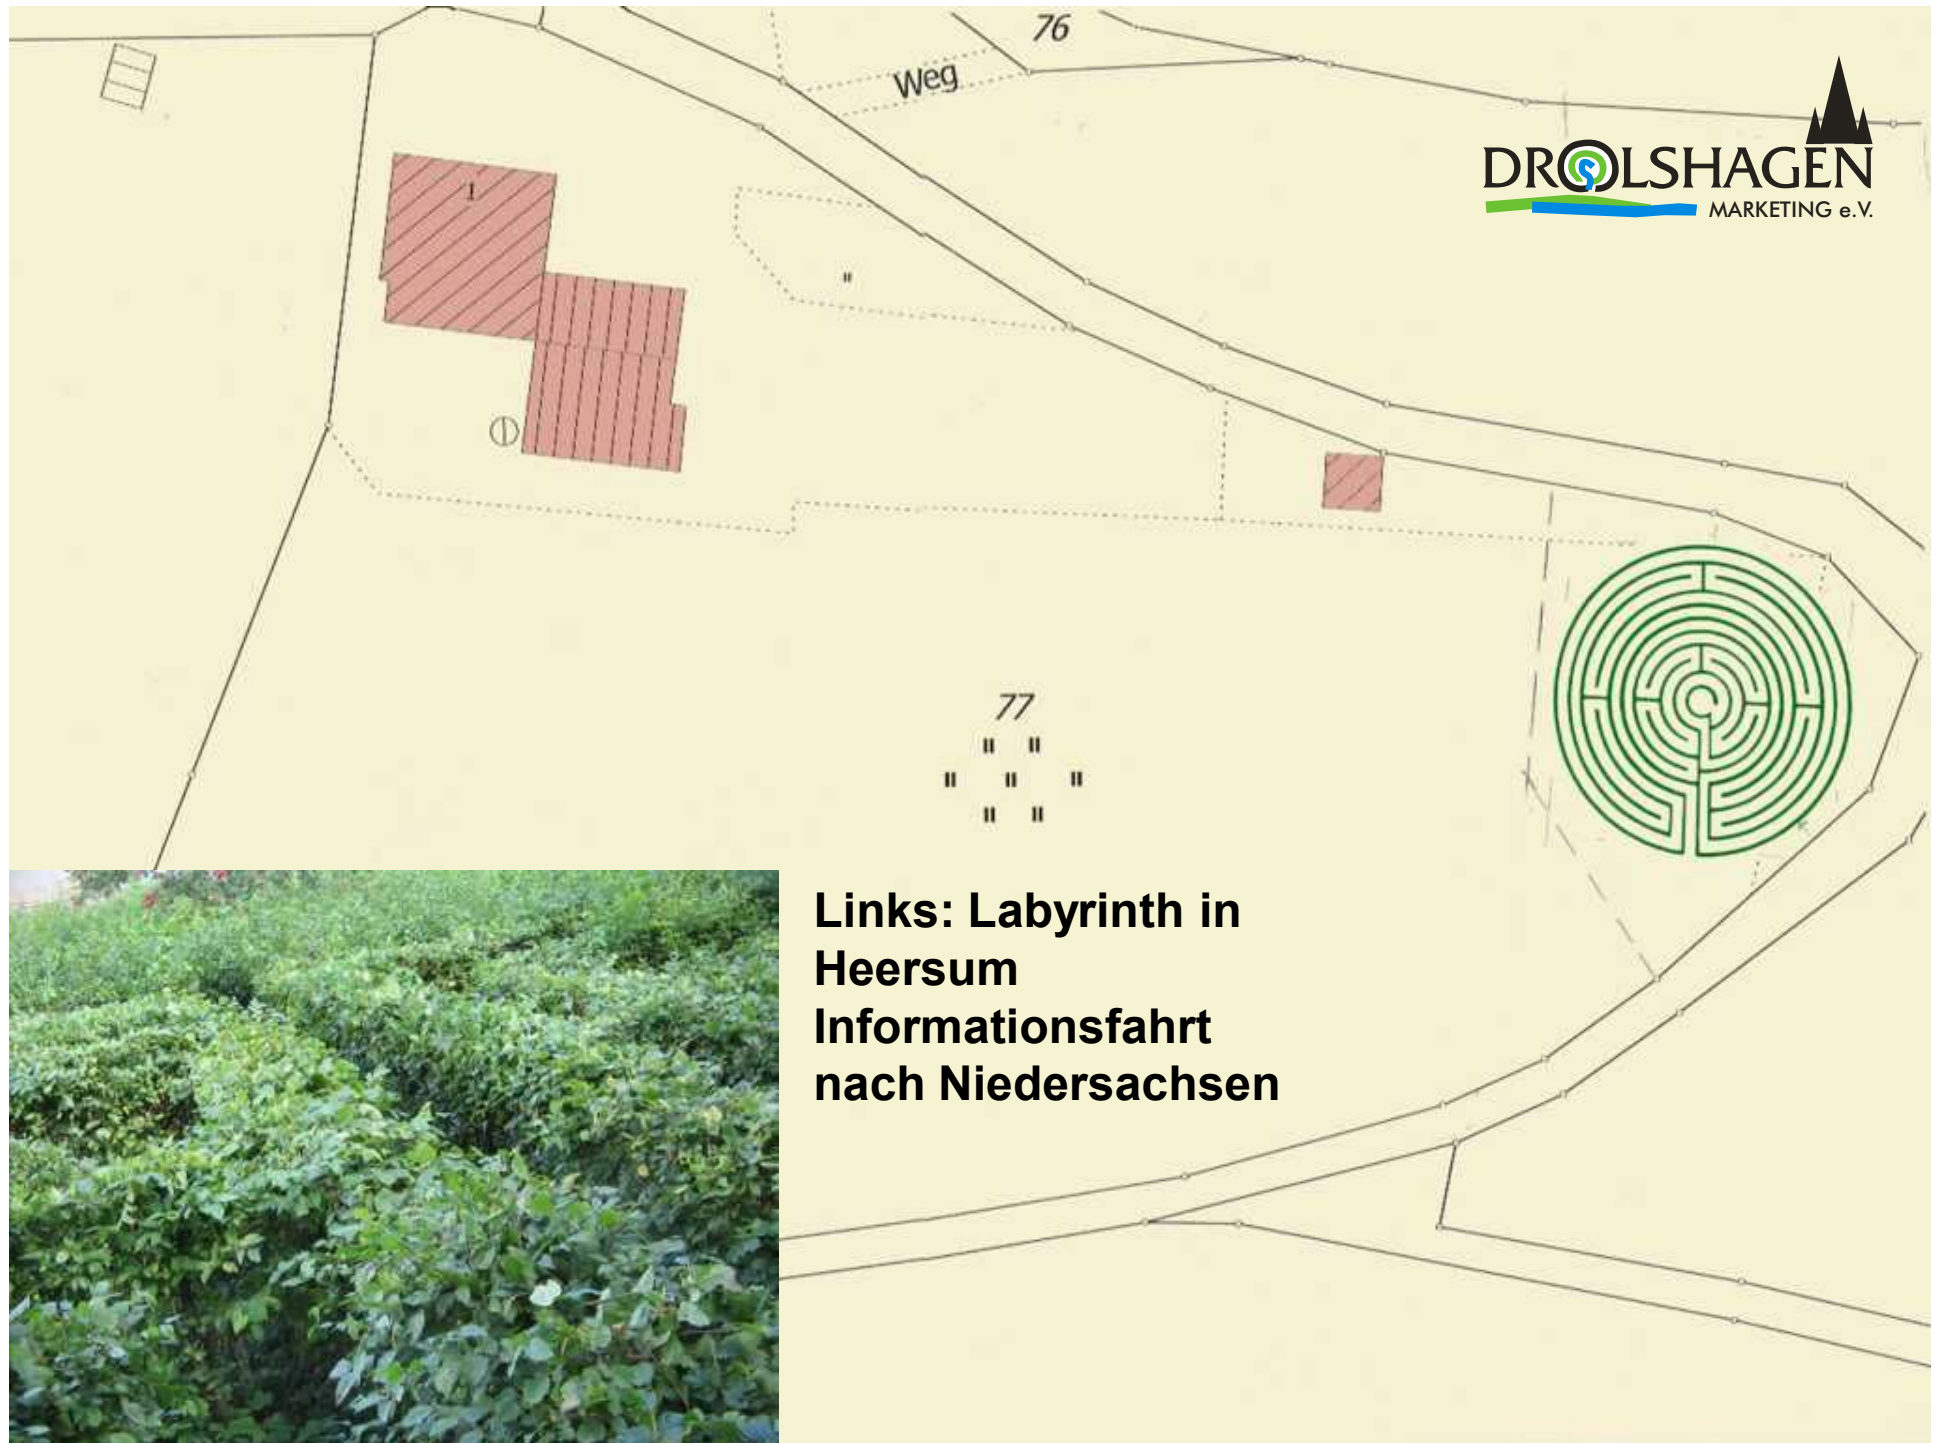 76
Weg
DROLSHAGEN
MARKETING e.V.
1
77
Links: Labyrinth in
Heersum
Informationsfahrt
nach Niedersachsen